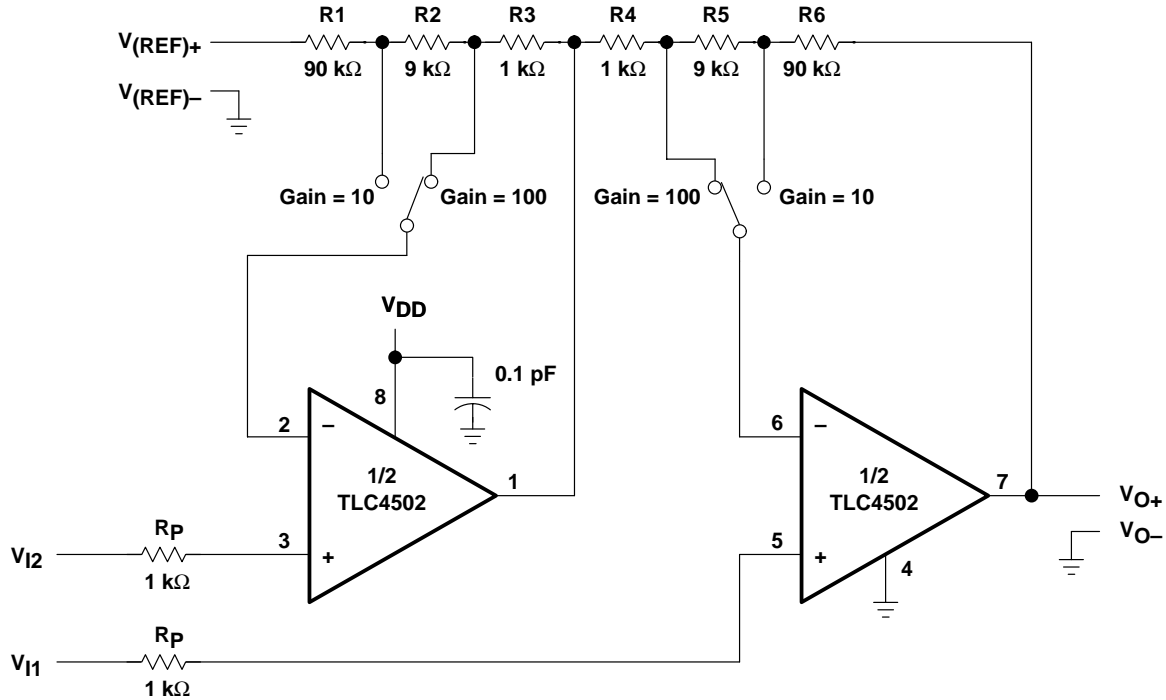 R1 R2 R3 R4 R5 R6
V(REF)+
90 kΩ 9 kΩ 1 kΩ 1 kΩ 9 kΩ 90 kΩ
V(REF)–
Gain = 10 Gain = 100 Gain = 100 Gain = 10
VDD
0.1 pF
8
2 – 6 –
1/2 1 1/2 7
TLC4502 TLC4502
VO+
VO–
RP
VI2 3 + 5 +
1 kΩ
4
RP
VI1
1 kΩ